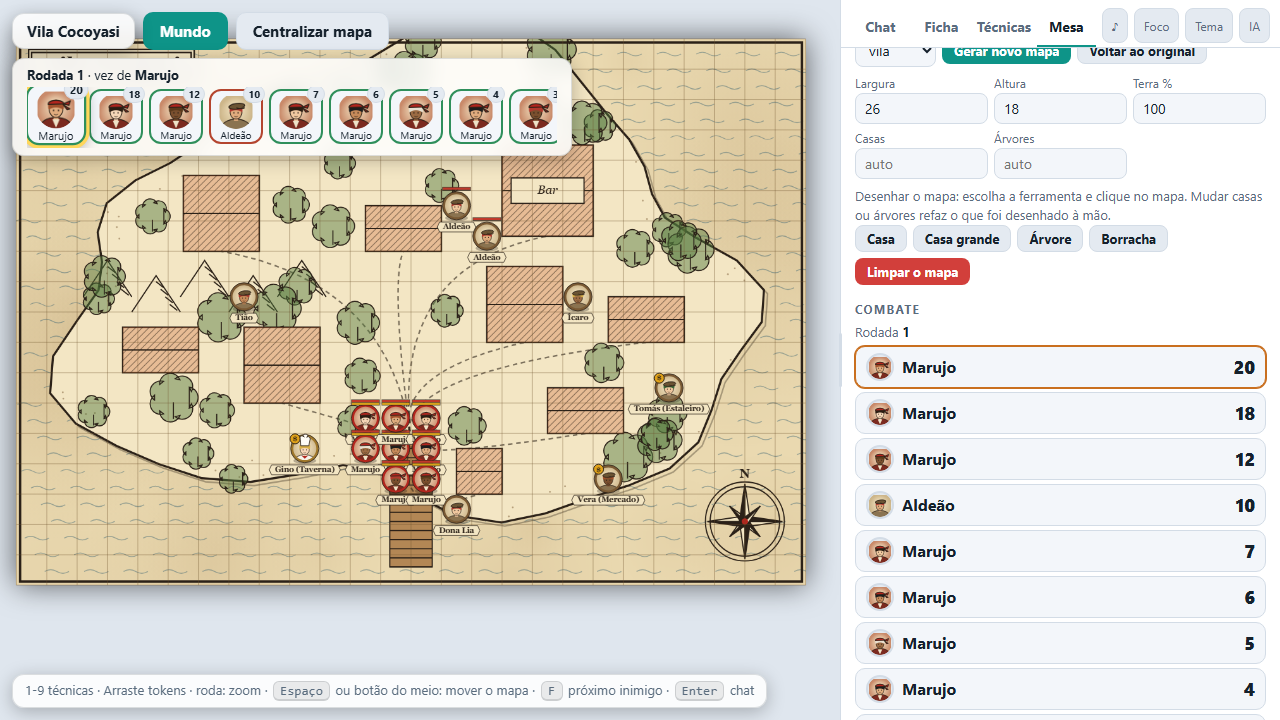 Vila Cocoyasi
Mundo
Centralizar mapa
Rodada 1 · vez de Marujo
20
18
12
10
7
6
5
4
3
Marujo
Marujo
Marujo
Aldeão
Marujo
Marujo
Marujo
Marujo
Marujo
Bar
Aldeão
Aldeão
Tião
Ícaro
Tomás (Estaleiro)
Gino (Taverna)
Marujo
Vera (Mercado)
Marujo
Dona Lia
N
1-9 técnicas · Arraste tokens · roda: zoom · Espaço ou botão do meio: mover o mapa · F próximo inimigo · Enter chat
Chat
Ficha
Técnicas
Mesa
♪
Foco
Tema
IA
Vila
Gerar novo mapa
Voltar ao original
Largura
Altura
Terra %
26
18
100
Casas
Árvores
auto
auto
Desenhar o mapa: escolha a ferramenta e clique no mapa. Mudar casas
ou árvores refaz o que foi desenhado à mão.
Casa
Casa grande
Árvore
Borracha
Limpar o mapa
COMBATE
Rodada 1
Marujo 20
Marujo 18
Marujo 12
Aldeão 10
Marujo 7
Marujo 6
Marujo 5
Marujo 4